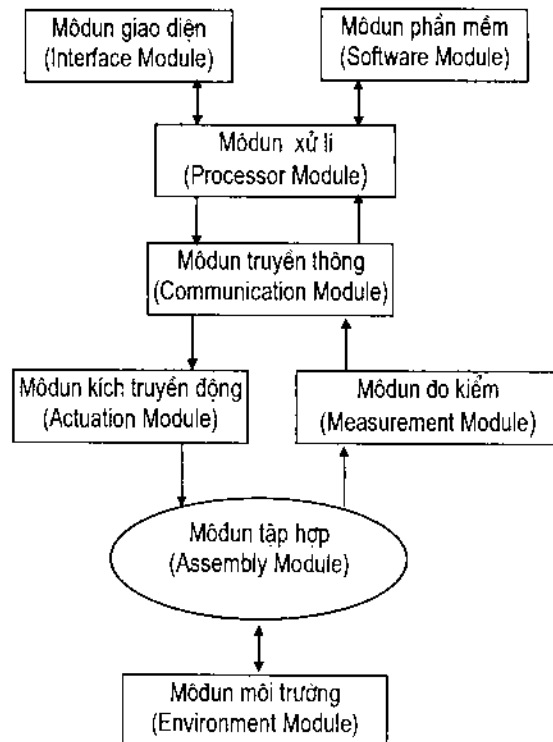 Môdun giao diện
(Interface Module)
Môdun phần mềm
(Software Module)
Môdun xử lí
(Processor Module)
Môdun truyền thông
(Communication Module)
Môdun kích truyền động
(Actuation Module)
Môdun đo kiểm
(Measurement Module)
Môđun tập hợp
(Assembly Module)
Môđun môi trường
(Environment Module)